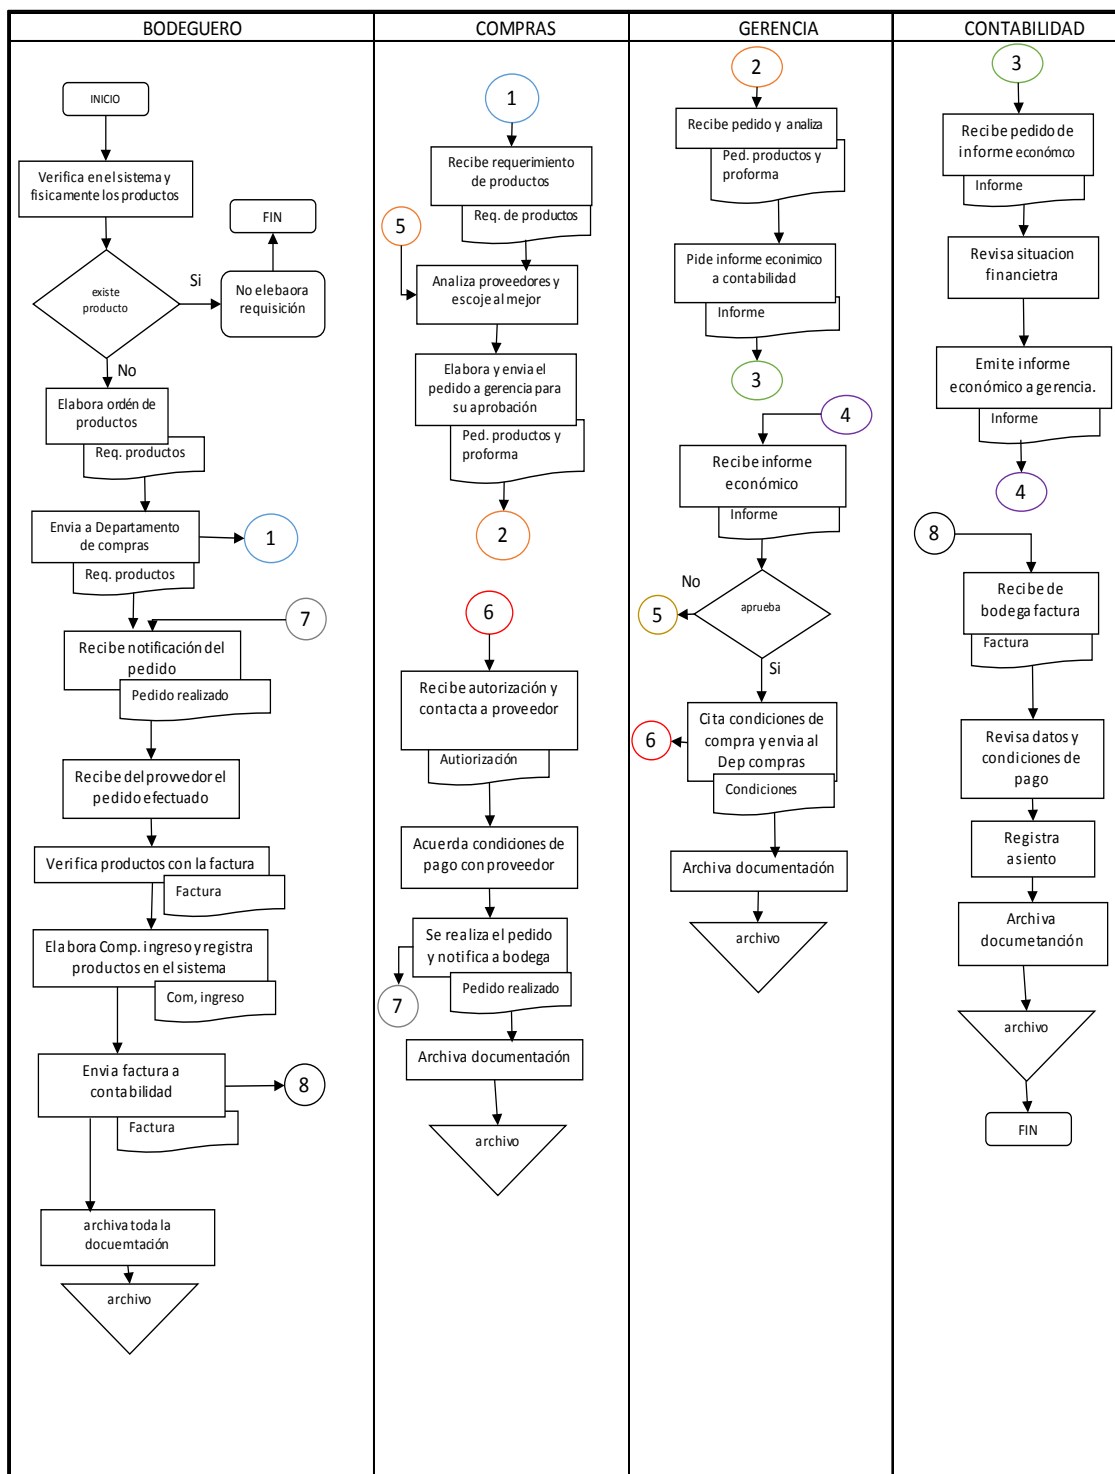 BODEGUERO
INICIO
Verifica en el sistema y
fisicamente los productos
FIN
existe
producto
Si
No elebaora
requisición
No
Elabora ordén de
productos
Req. productos
Envia a Departamento
de compras
1
Req. productos
7
Recibe notificación del
pedido
Pedido realizado
Recibe del provvedor el
pedido efectuado
Verifica productos con la factura
Factura
Elabora Comp. ingreso y registra
productos en el sistema
Com, ingreso
Envia factura a
contabilidad
8
Factura
archiva toda la
docuemtación
archivo
COMPRAS
1
Recibe requerimiento
de productos
Req. de productos
5
Analiza proveedores y
escoje al mejor
Elabora y envia el
pedido a gerencia para
su aprobación
Ped. productos y
proforma
2
6
Recibe autorización y
contacta a proveedor
Autiorización
Acuerda condiciones de
pago con proveedor
Se realiza el pedido
y notifica a bodega
Pedido realizado
7
Archiva documentación
archivo
GERENCIA
2
Recibe pedido y analiza
Ped. productos y
proforma
Pide informe econimico
a contabilidad
Informe
3
4
Recibe informe
económico
Informe
No
aprueba
5
Si
Cita condiciones de
compra y envia al
Dep compras
6
Condiciones
Archiva documentación
archivo
CONTABILIDAD
3
Recibe pedido de
informe económco
Informe
Revisa situacion
financietra
Emite informe
económico a gerencia.
Informe
4
8
Recibe de
bodega factura
Factura
Revisa datos y
condiciones de
pago
Registra
asiento
Archiva
documetanción
archivo
FIN